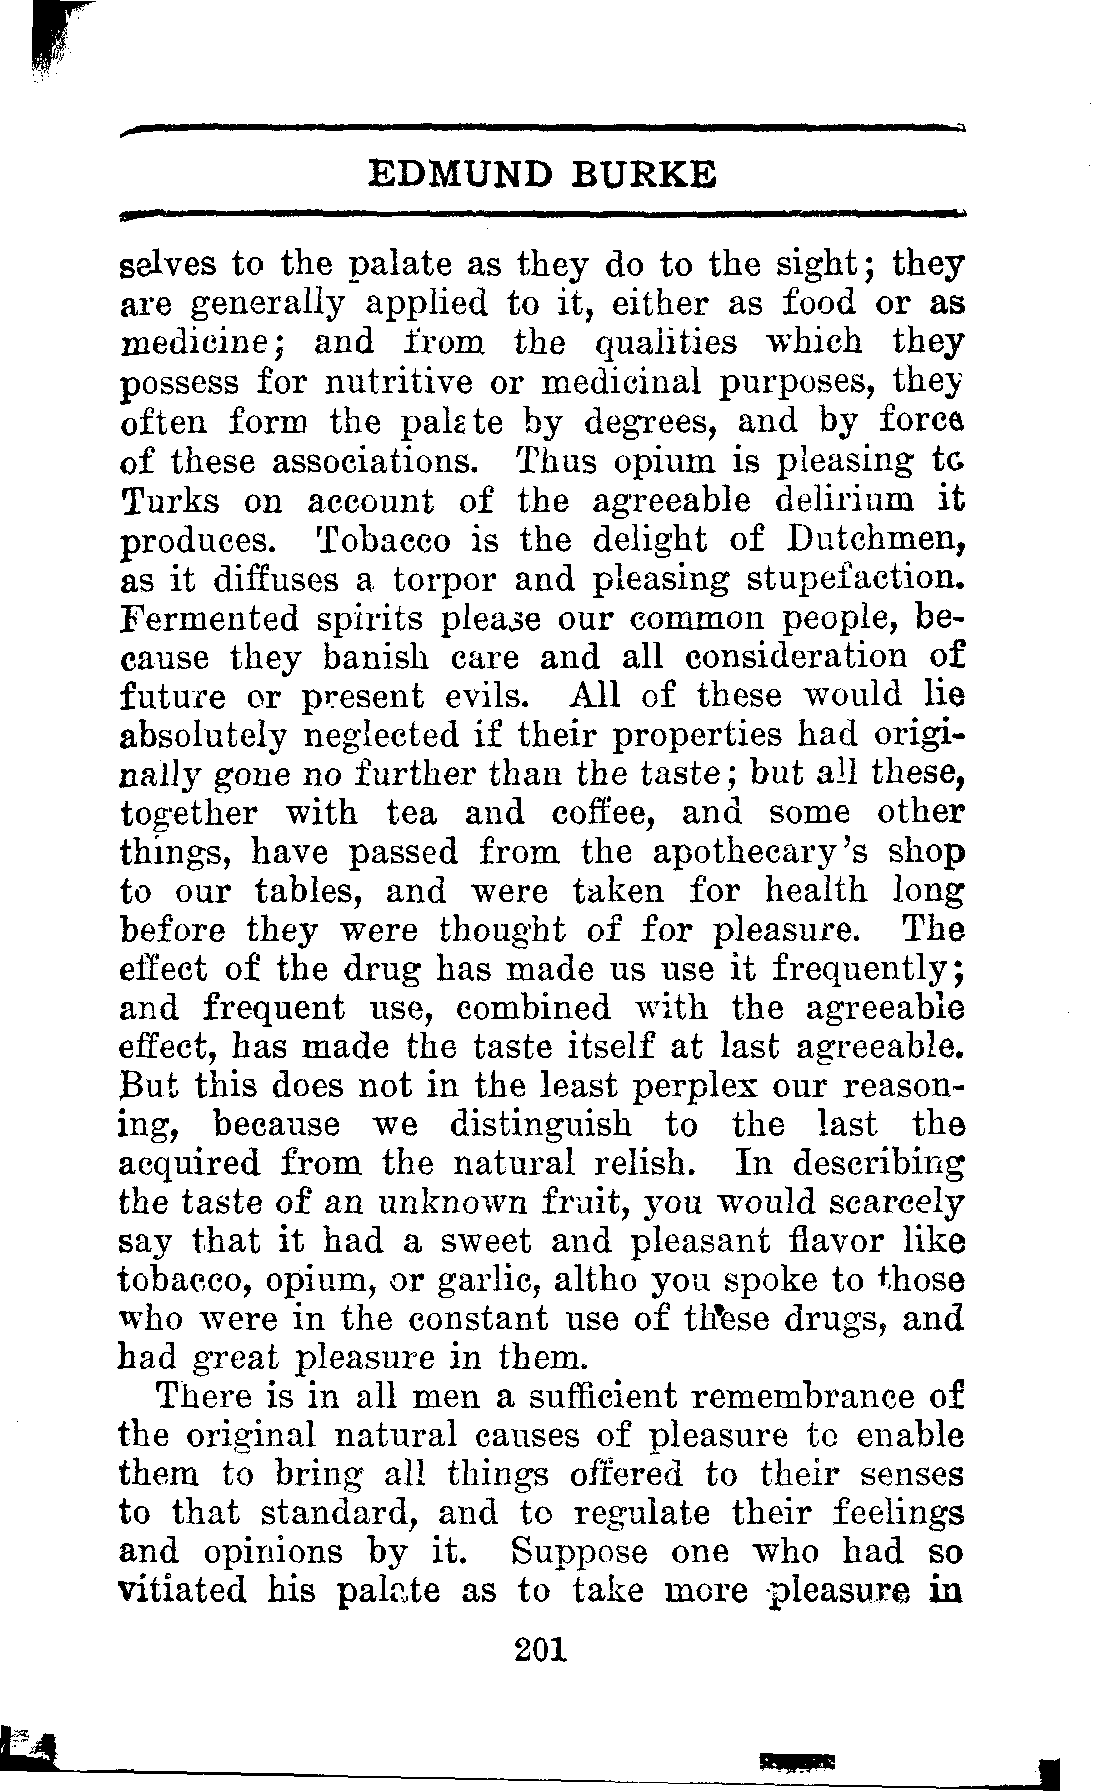 EDMUND BURKE
selves to the palate as they do to the sight; they
are generally applied to it, either as food or as
medicine; and from the qualities which they
possess for nutritive or medicinal purposes, they
often form the palate by degrees, and by force
of these associations. Thus opium is pleasing to
Turks on account of the agreeable delirium it
produces. Tobacco is the delight of Dutchmen,
as it diffuses a torpor and pleasing stupefaction.
Fermented spirits please our common people, be-
cause they banish care and all consideration of
future or present evils. All of these would lie
absolutely neglected if their properties had origi-
nally gone no further than the taste; but all these,
together with tea and coffee, and some other
things, have passed from the apothecary's shop
to our tables, and were taken for health long
before they were thought of for pleasure. The
effect of the drug has made us use it frequently;
and frequent use, combined with the agreeable
effect, has made the taste itself at last agreeable.
But this does not in the least perplex our reason-
ing, because we distinguish to the last the
acquired from the natural relish. In describing
the taste of an unknown fruit, you would scarcely
say that it had a sweet and pleasant flavor like
tobacco, opium, or garlic, altho you spoke to those
who were in the constant use of these drugs, and
had great pleasure in them.
There is in all men a sufficient remembrance of
the original natural causes of pleasure to enable
them to bring all things offered to their senses
to that standard, and to regulate their feelings
and opinions by it. Suppose one who had so
vitiated his palate as to take more pleasure in
201